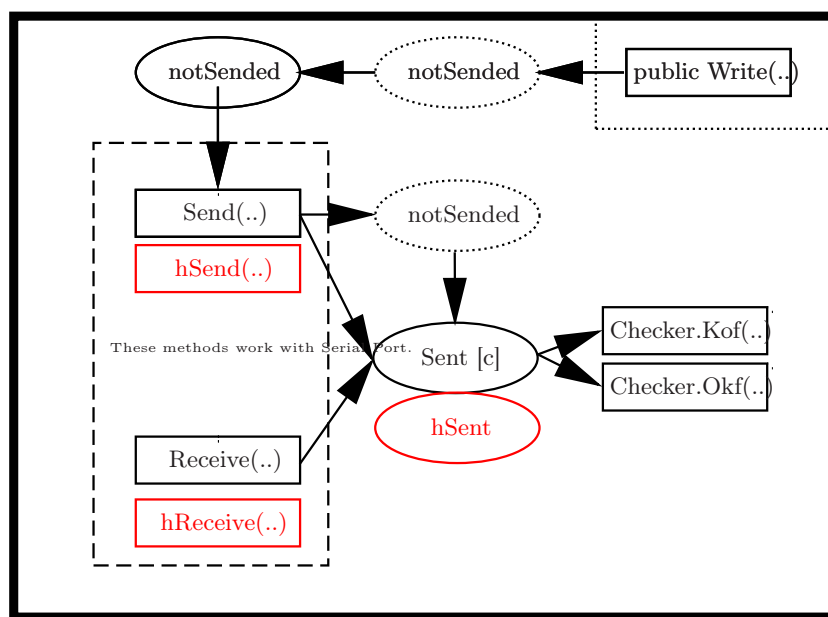 notSended
notSended
public Write(..)
Send(..)
notSended
hSend(..)
These methods work with Serial Port.
Sent [c]
Checker.Kof(..)
Checker.Okf(..)
hSent
Receive(..)
hReceive(..)